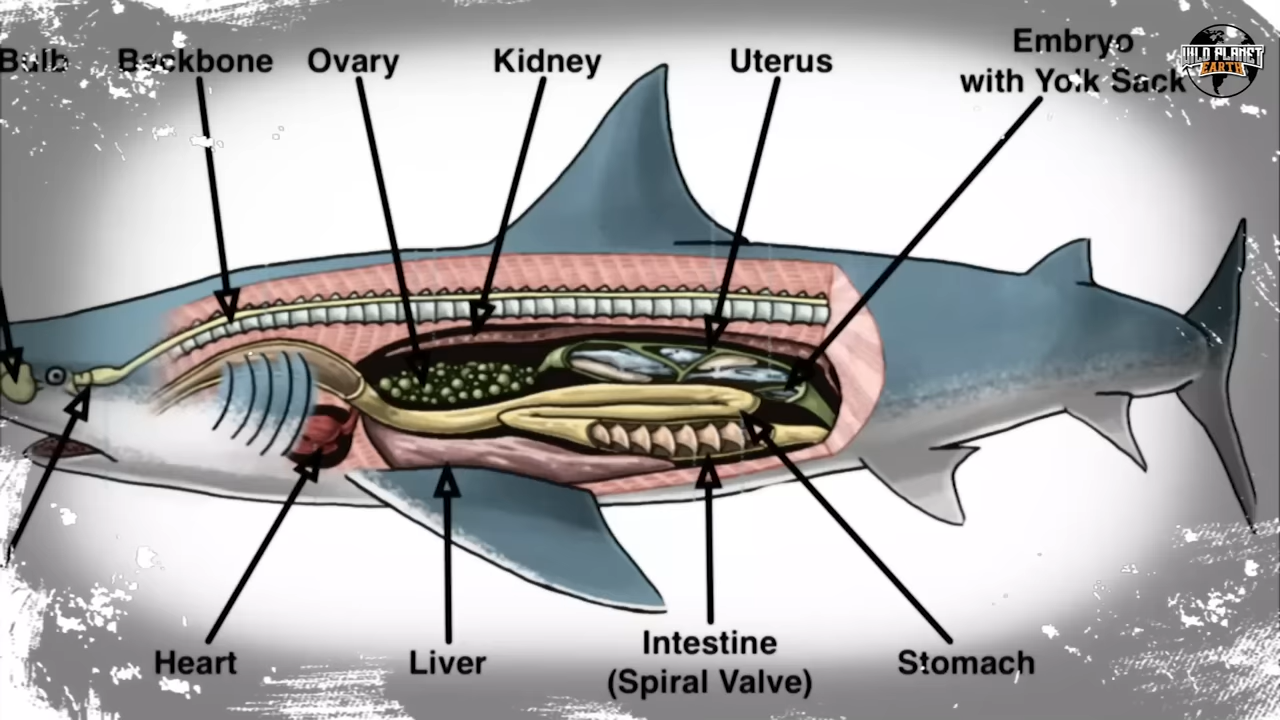 Bulb
Backbone
Ovary
Kidney
Uterus
Embryo
with Yolk Sack
WILD PLANET
EARTH
Heart
Liver
Intestine
(Spiral Valve)
Stomach